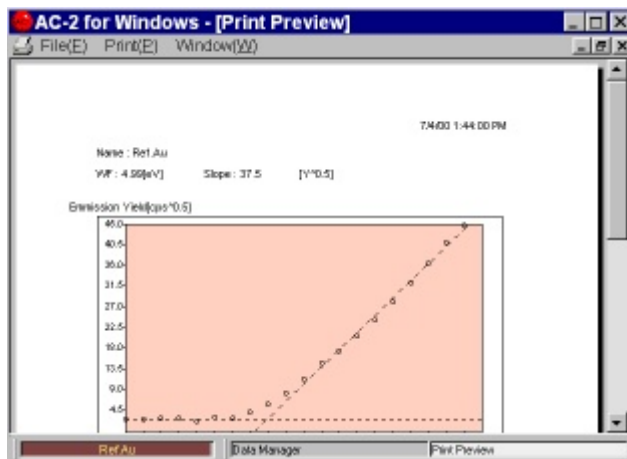 AC-2 for Windows - [Print Preview]
File(E) Print(P) Window(W)
7/4/00 1:44:00 PM
Name : Ref.Au
WF : 4.99[eV] Slope : 37.5 [Y^0.5]
Emmission Yield[cps^0.5]
45.0
40.5
36.0
31.5
27.0
22.5
18.0
13.5
9.0
4.5
Ref.Au Data Manager Print Preview